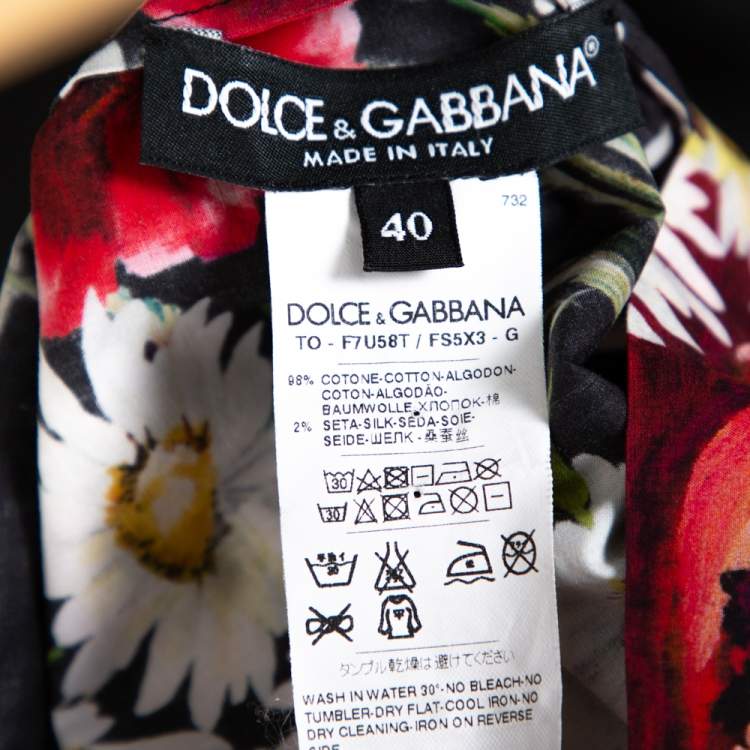 DOLCE & GABBANA®
MADE IN ITALY
732
40
DOLCE & GABBANA
TO - F7U58T / FS5X3 - G
98% COTONE-COTTON-ALGODON-
COTON-ALGODÃO-
BAUMWOLLE ХЛОПОК-棉
2% SETA-SILK-SEDA-SOIE-
SEIDE-ШЕЛК - 桑蚕丝
30
30
30
タンブル乾燥は避けてください
WASH IN WATER 30°-NO BLEACH-NO
TUMBLER-DRY FLAT-COOL IRON-NO
DRY CLEANING-IRON ON REVERSE
SIDE